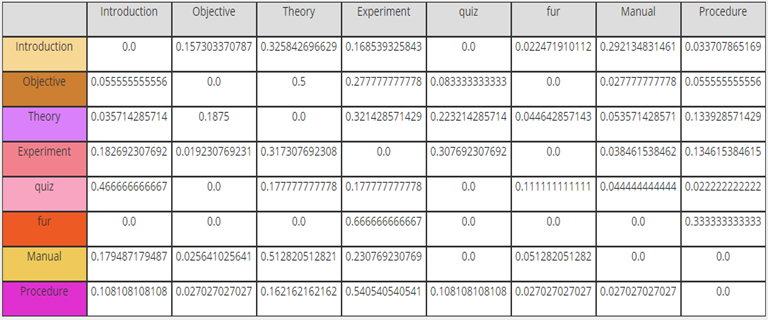 Introduction Objective Theory Experiment quiz fur Manual Procedure
Introduction 0.0 0.157303370787 0.325842696629 0.168539325843 0.0 0.022471910112 0.292134831461 0.033707865169
Objective 0.055555555556 0.0 0.5 0.277777777778 0.083333333333 0.0 0.027777777778 0.055555555556
Theory 0.035714285714 0.1875 0.0 0.321428571429 0.223214285714 0.044642857143 0.053571428571 0.133928571429
Experiment 0.182692307692 0.019230769231 0.317307692308 0.0 0.307692307692 0.0 0.038461538462 0.134615384615
quiz 0.466666666667 0.0 0.177777777778 0.177777777778 0.0 0.111111111111 0.044444444444 0.022222222222
fur 0.0 0.0 0.0 0.666666666667 0.0 0.0 0.0 0.333333333333
Manual 0.179487179487 0.025641025641 0.512820512821 0.230769230769 0.0 0.051282051282 0.0 0.0
Procedure 0.108108108108 0.027027027027 0.162162162162 0.540540540541 0.108108108108 0.027027027027 0.027027027027 0.0